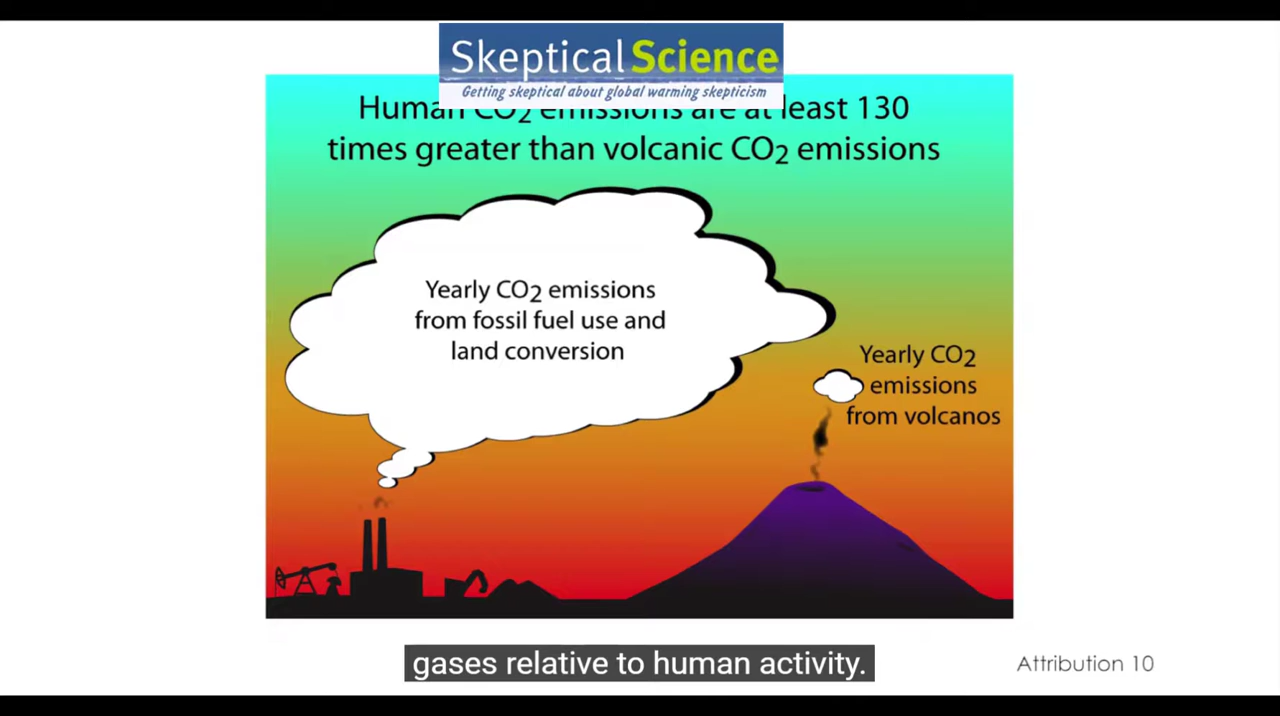 Skeptical Science
Getting skeptical about global warming skepticism
Human CO2 emissions are at least 130
times greater than volcanic CO2 emissions
Yearly CO2 emissions
from fossil fuel use and
land conversion
Yearly CO2
emissions
from volcanos
gases relative to human activity.
Attribution 10